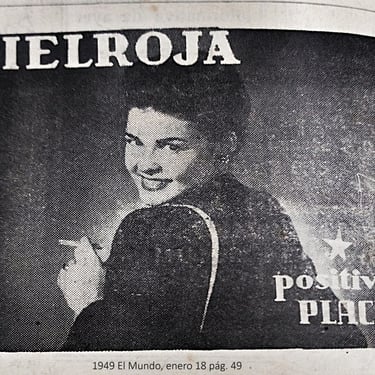 IELROJA
positiv
PLAC
1949 El Mundo, enero 18 pág. 49